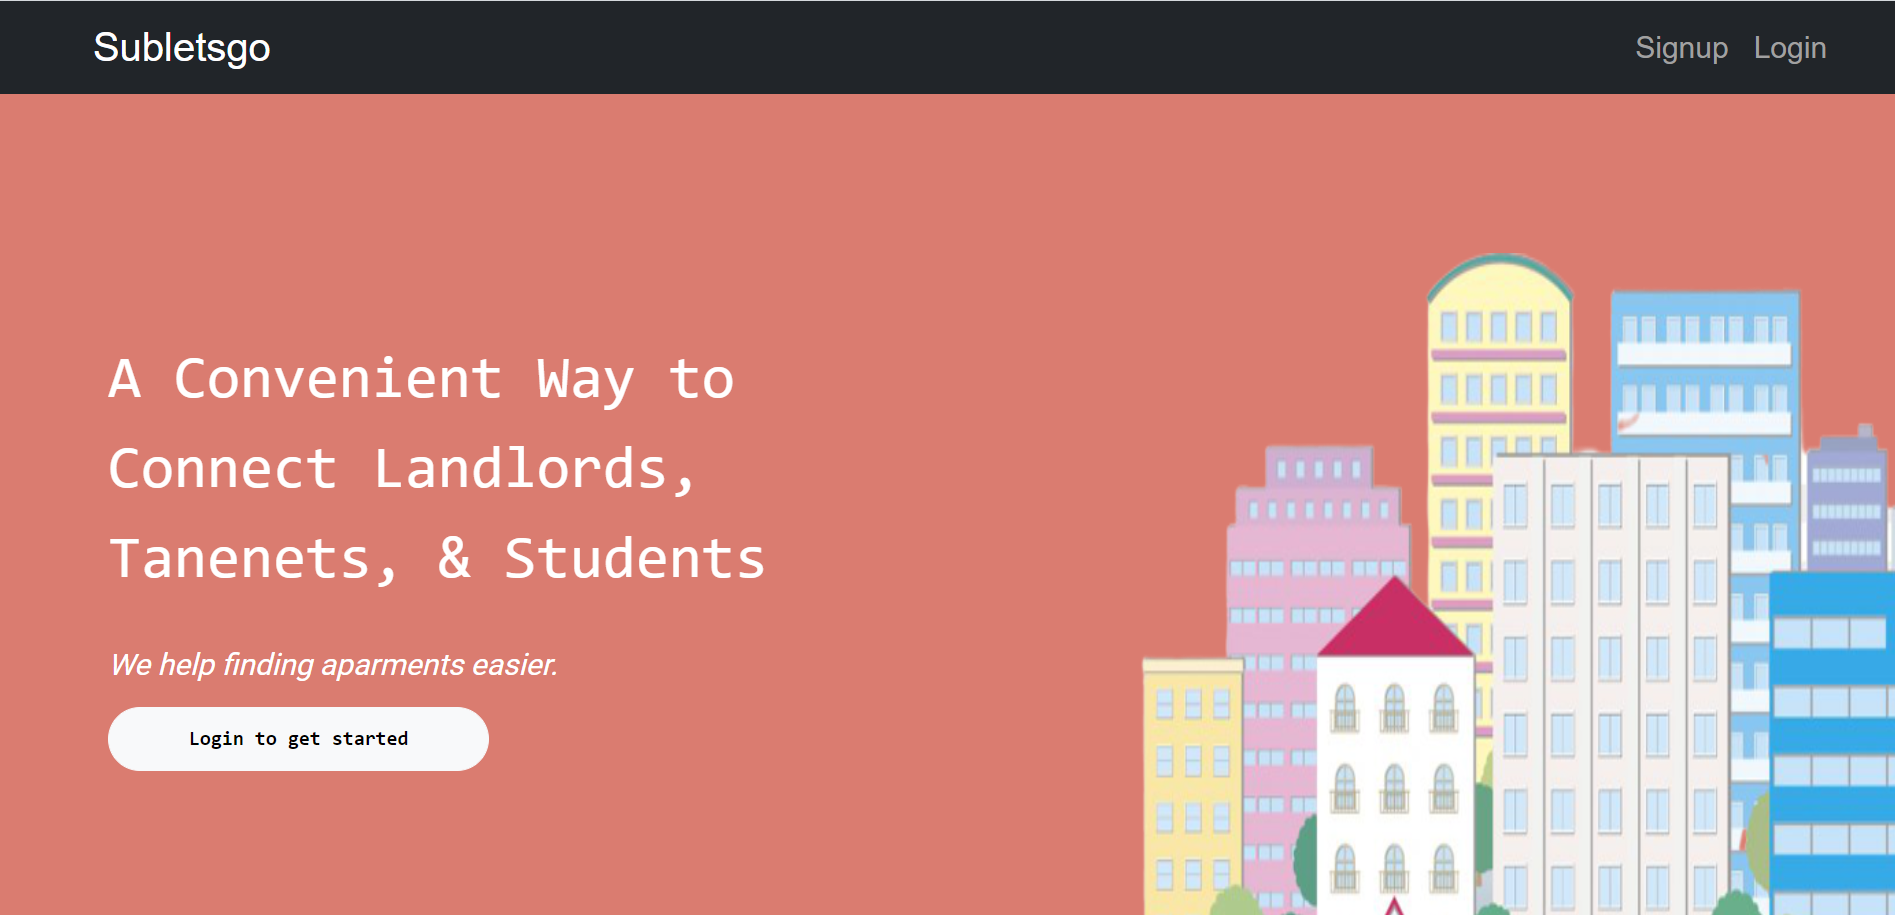 Subletsgo
Signup Login
A Convenient Way to
Connect Landlords,
Tanenets, & Students
We help finding aparments easier.
Login to get started